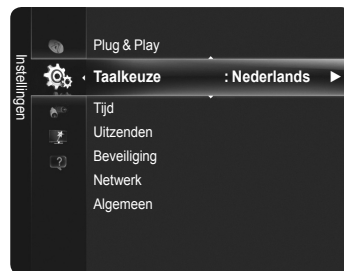 Instellingen
Plug & Play
Taalkeuze : Nederlands
Tijd
Uitzenden
Beveiliging
Netwerk
Algemeen